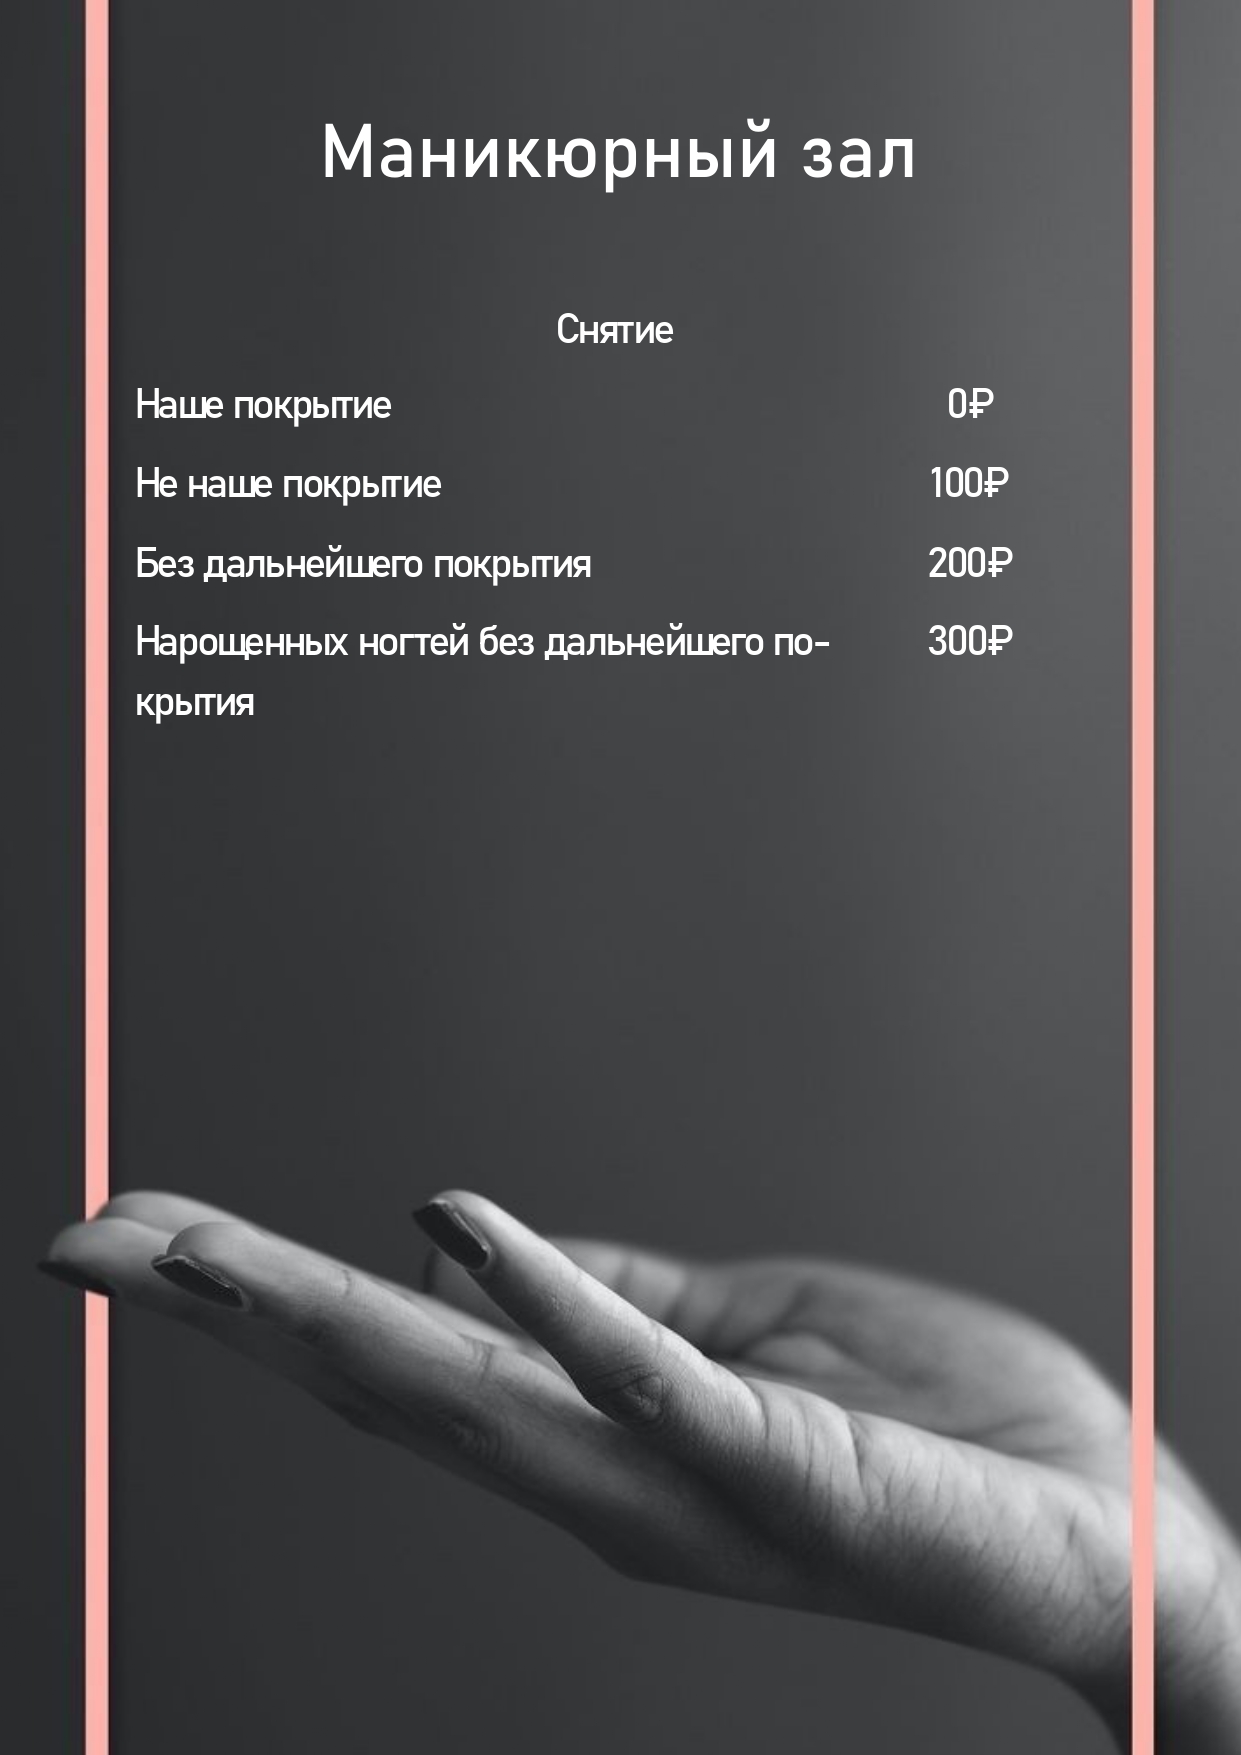 Маникюрный зал
Снятие
Наше покрытие 0₽
Не наше покрытие 100₽
Без дальнейшего покрытия 200₽
Нарощенных ногтей без дальнейшего по- 300₽
крытия